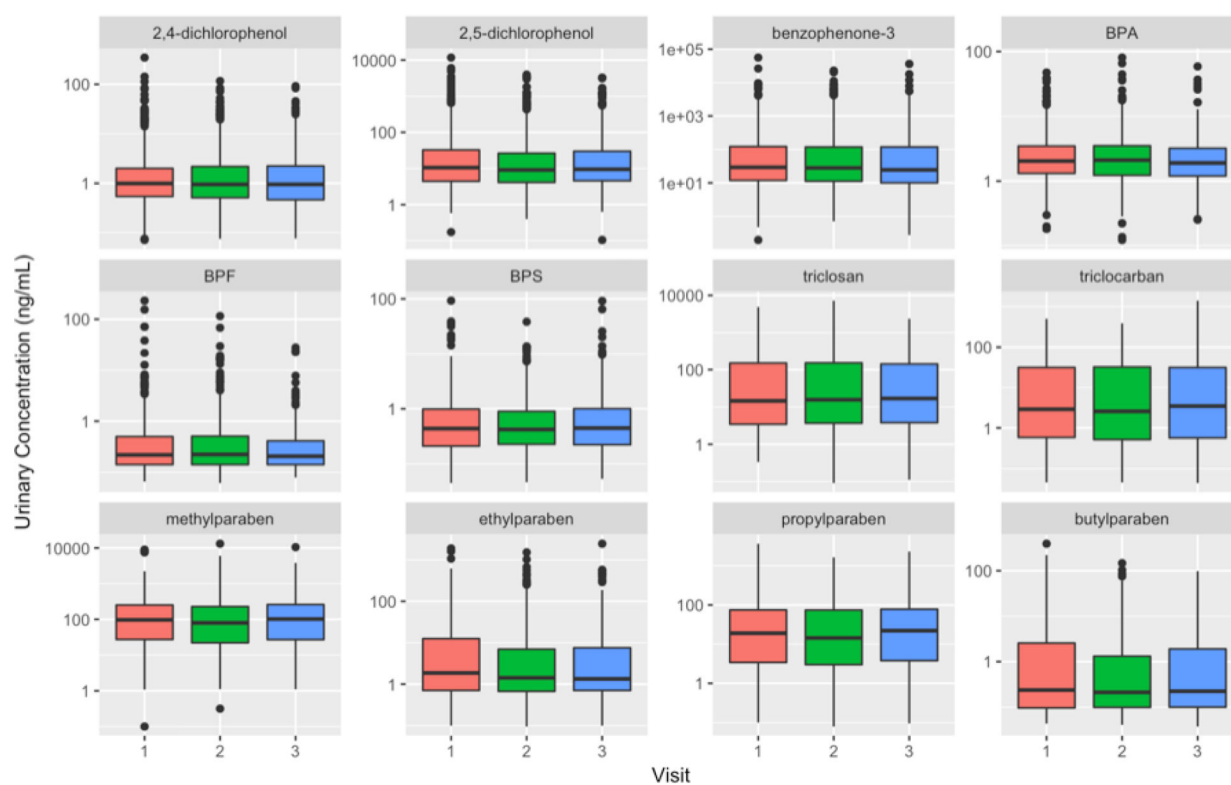 2,4-dichlorophenol
2,5-dichlorophenol
benzophenone-3
BPA
100
1
10000
100
1
1e+05
1e+03
1e+01
100
1
BPF
BPS
triclosan
triclocarban
100
1
100
1
10000
100
1
100
1
methylparaben
ethylparaben
propylparaben
butylparaben
10000
100
1
100
1
100
1
100
1
1 2 3
1 2 3
1 2 3
1 2 3
Visit
Urinary Concentration (ng/mL)